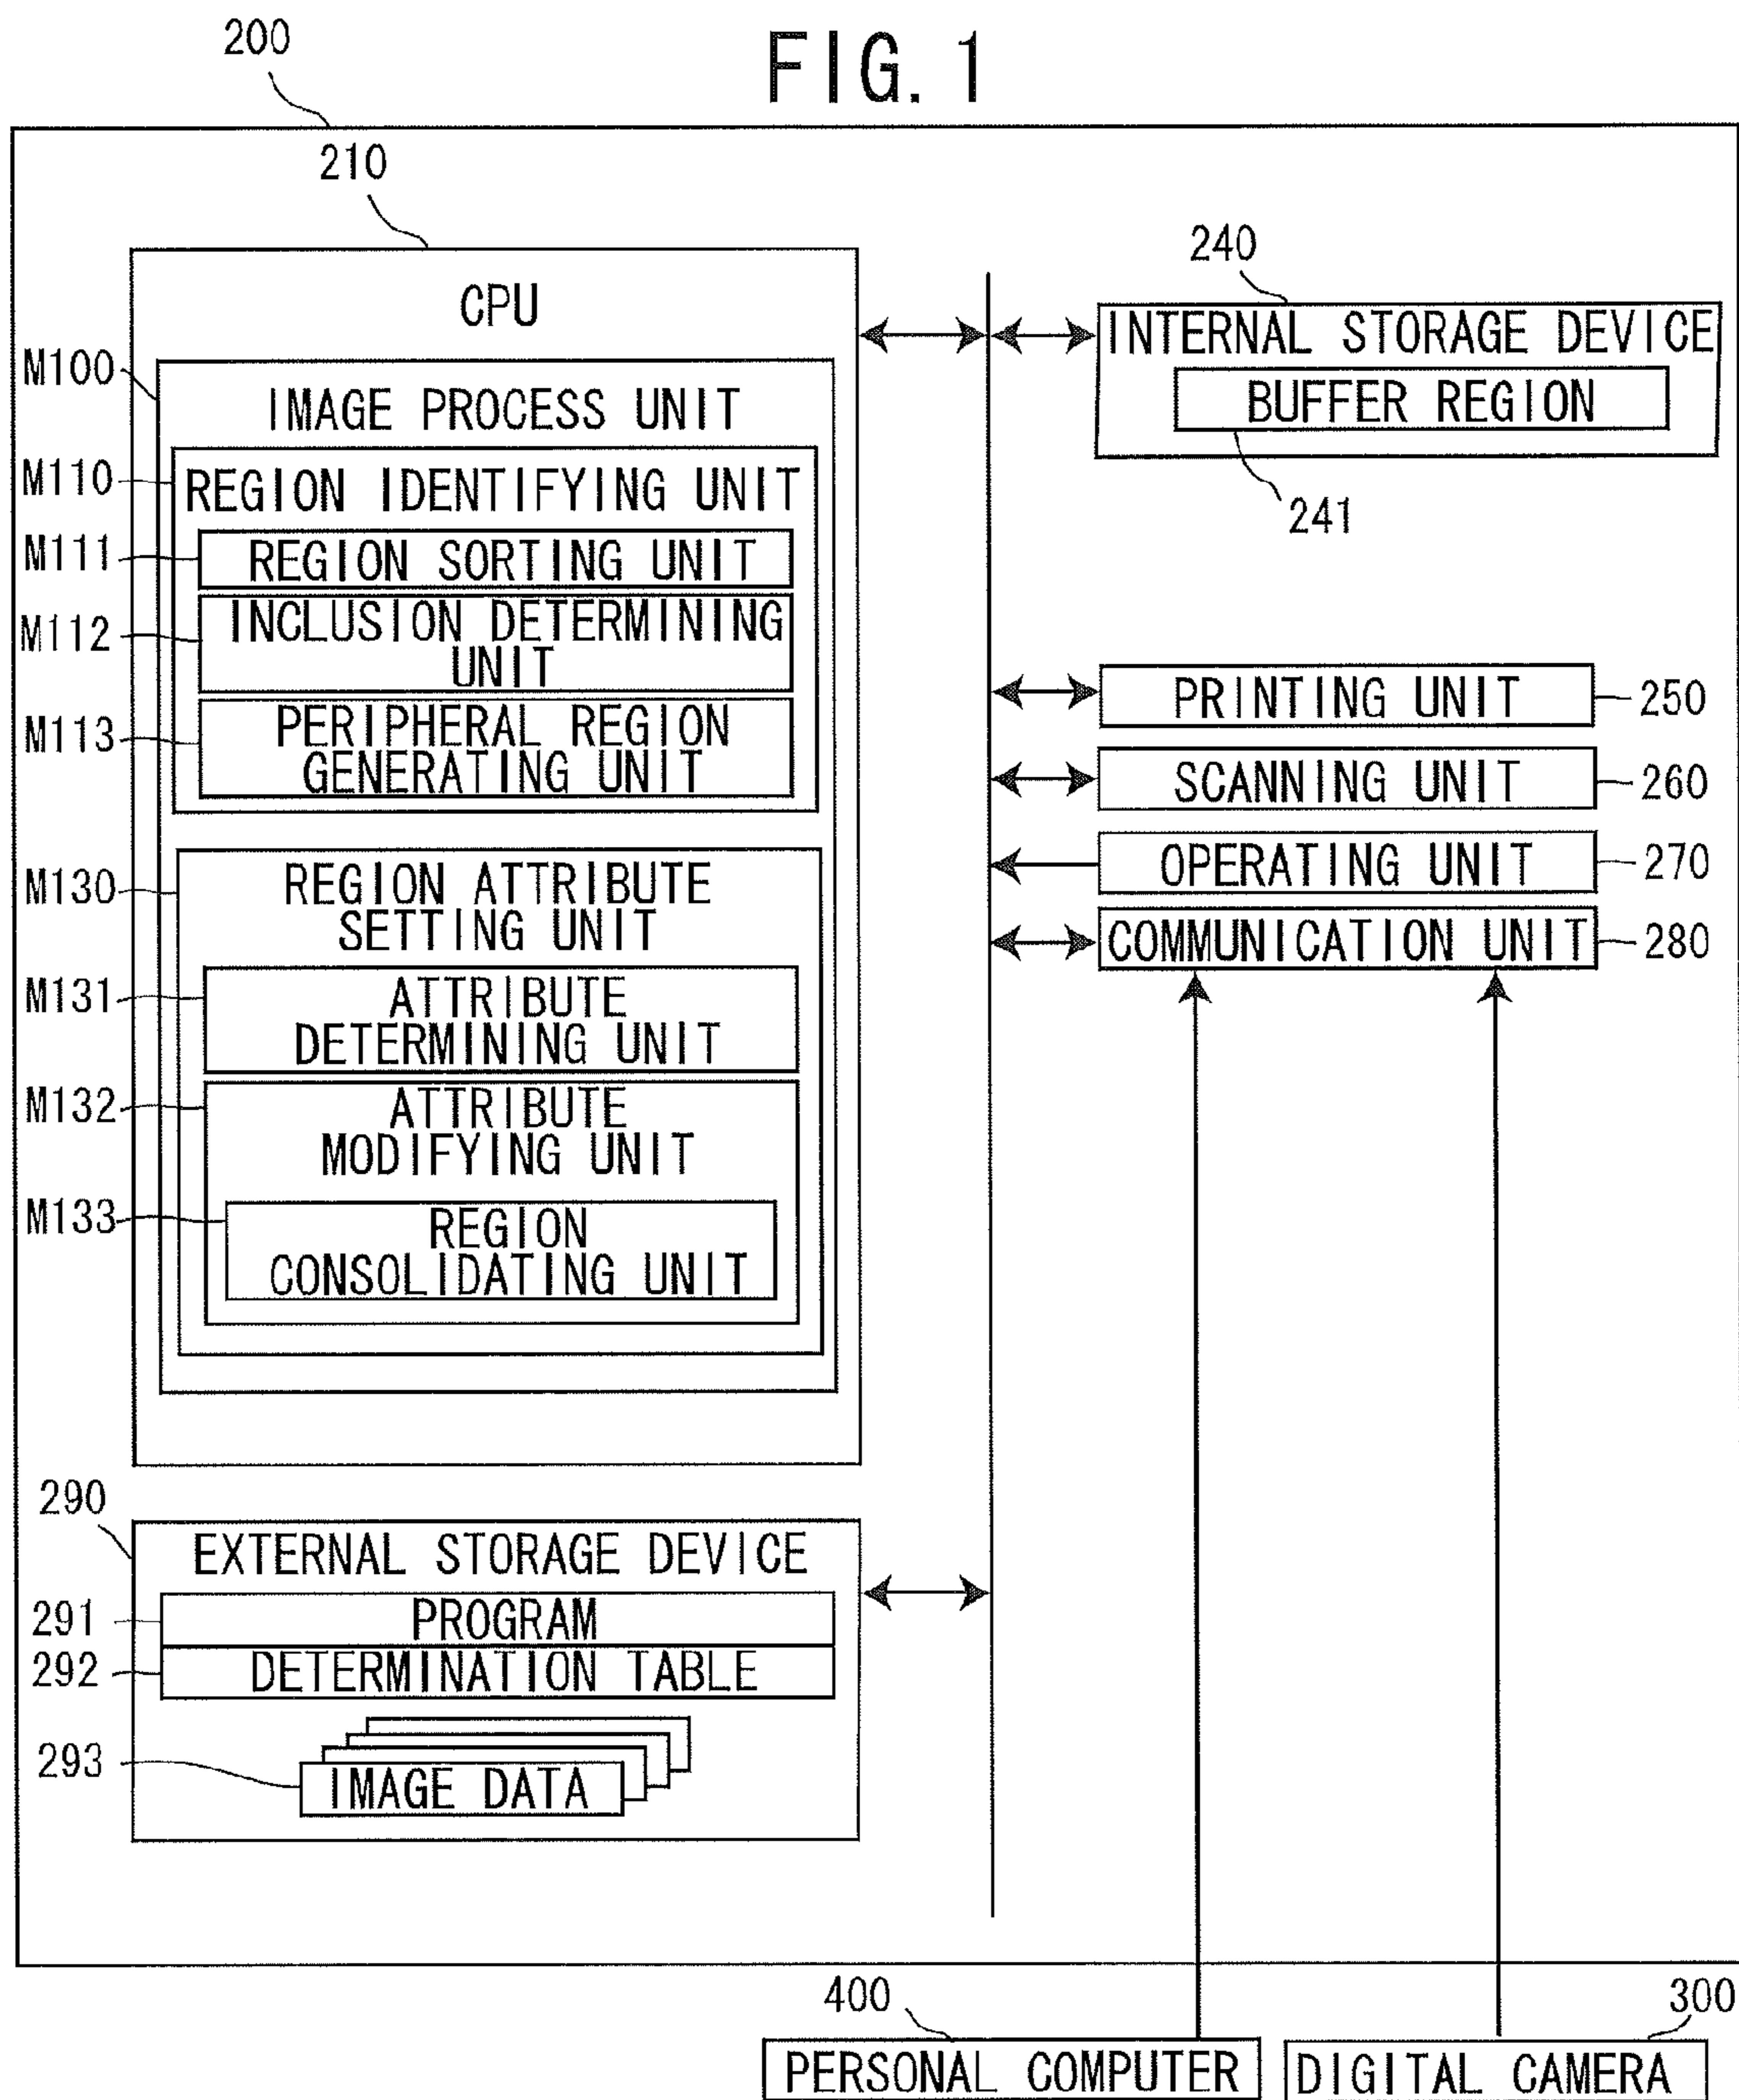 FIG. 1
200
210
CPU
M100
IMAGE PROCESS UNIT
M110
REGION IDENTIFYING UNIT
M111
REGION SORTING UNIT
M112
INCLUSION DETERMINING
UNIT
M113
PERIPHERAL REGION
GENERATING UNIT
M130
REGION ATTRIBUTE
SETTING UNIT
M131
ATTRIBUTE
DETERMINING UNIT
M132
ATTRIBUTE
MODIFYING UNIT
M133
REGION
CONSOLIDATING UNIT
290
EXTERNAL STORAGE DEVICE
291
PROGRAM
292
DETERMINATION TABLE
293
IMAGE DATA
240
INTERNAL STORAGE DEVICE
BUFFER REGION
241
PRINTING UNIT
250
SCANNING UNIT
260
OPERATING UNIT
270
COMMUNICATION UNIT
280
400
PERSONAL COMPUTER
300
DIGITAL CAMERA